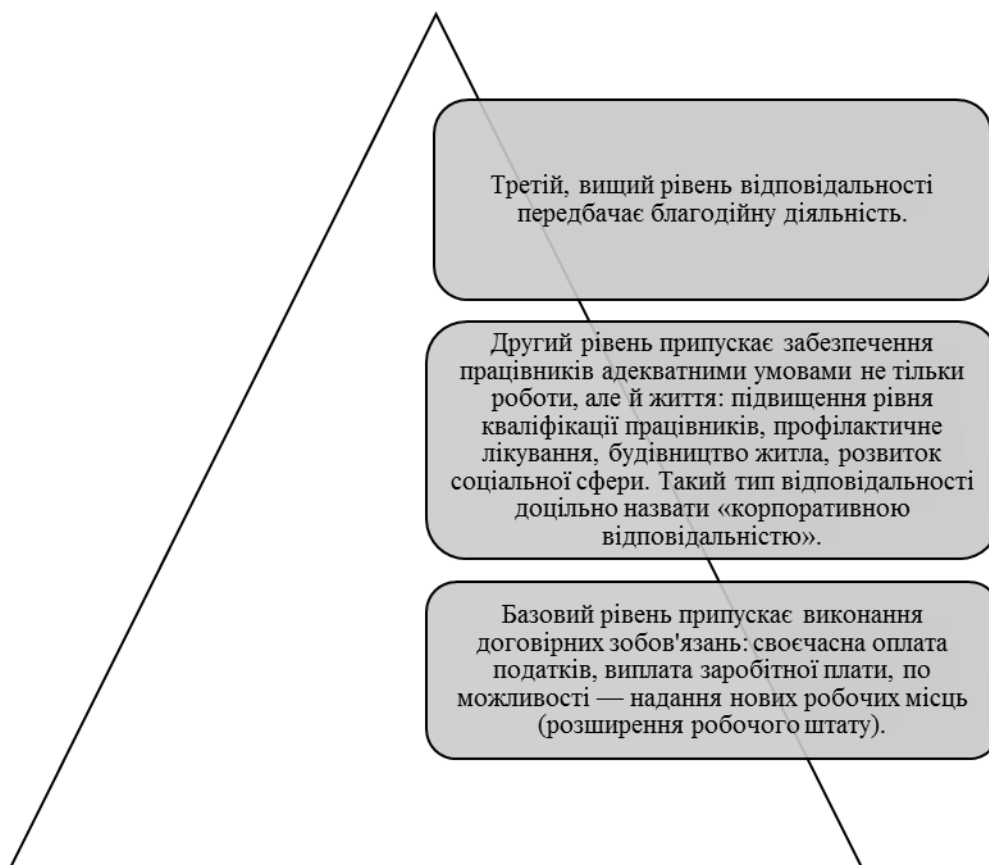 Третій, вищий рівень відповідальності
передбачає благодійну діяльність.
Другий рівень припускає забезпечення
працівників адекватними умовами не тільки
роботи, але й життя: підвищення рівня
кваліфікації працівників, профілактичне
лікування, будівництво житла, розвиток
соціальної сфери. Такий тип відповідальності
доцільно назвати «корпоративною
відповідальністю».
Базовий рівень припускає виконання
договірних зобов'язань: своєчасна оплата
податків, виплата заробітної плати, по
можливості — надання нових робочих місць
(розширення робочого штату).